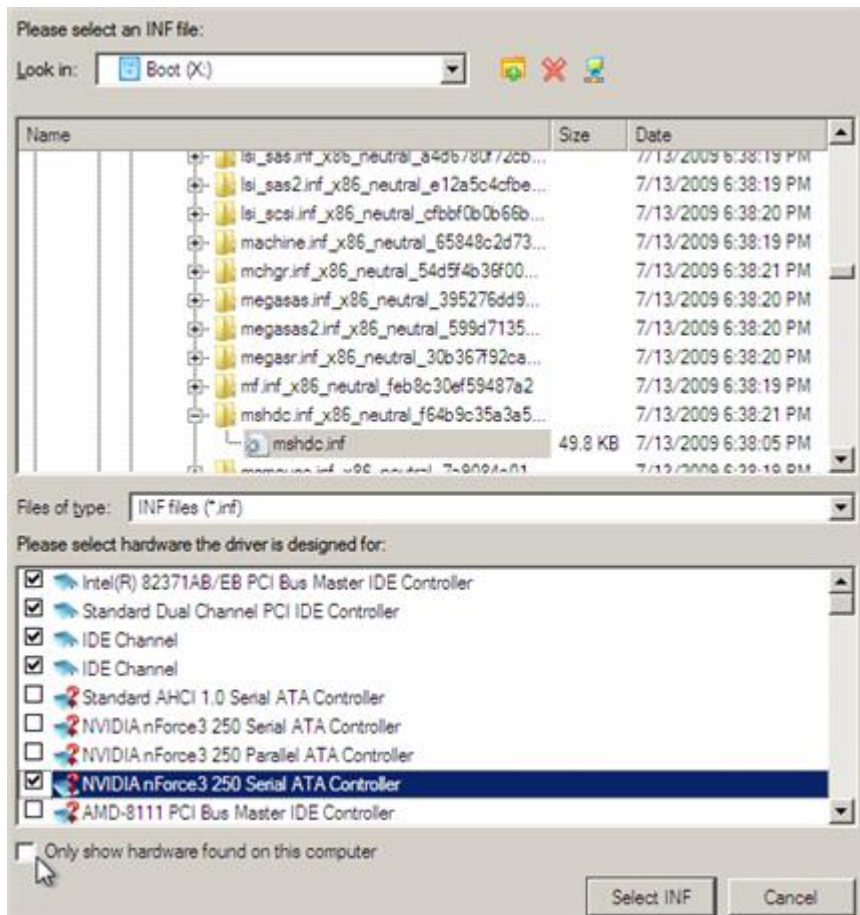 Please select an INF file:
Look in: Boot (X:)
Name Size Date
lsi_sas.inf_x86_neutral_a4d6780f72cb... 7/13/2009 6:38:19 PM
lsi_sas2.inf_x86_neutral_e12a5c4cfbe... 7/13/2009 6:38:19 PM
lsi_scsi.inf_x86_neutral_cfbbf0b0b66b... 7/13/2009 6:38:20 PM
machine.inf_x86_neutral_65848c2d73... 7/13/2009 6:38:19 PM
mchgr.inf_x86_neutral_54d5f4b36f00... 7/13/2009 6:38:21 PM
megasas.inf_x86_neutral_395276dd9... 7/13/2009 6:38:20 PM
megasas2.inf_x86_neutral_599d7135... 7/13/2009 6:38:20 PM
megasr.inf_x86_neutral_30b367f92ca... 7/13/2009 6:38:20 PM
mf.inf_x86_neutral_feb8c30ef59487a2 7/13/2009 6:38:19 PM
mshdc.inf_x86_neutral_f64b9c35a3a5... 7/13/2009 6:38:21 PM
mshdc.inf 49.8 KB 7/13/2009 6:38:05 PM
7/13/2009 6:38:19 PM
Files of type: INF files (*.inf)
Please select hardware the driver is designed for:
Intel(R) 82371AB/EB PCI Bus Master IDE Controller
Standard Dual Channel PCI IDE Controller
IDE Channel
IDE Channel
Standard AHCI 1.0 Serial ATA Controller
NVIDIA nForce3 250 Serial ATA Controller
NVIDIA nForce3 250 Parallel ATA Controller
NVIDIA nForce3 250 Serial ATA Controller
AMD-8111 PCI Bus Master IDE Controller
Only show hardware found on this computer
Select INF Cancel